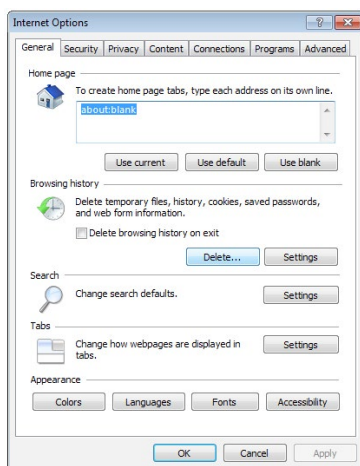 Internet Options
General Security Privacy Content Connections Programs Advanced
Home page
To create home page tabs, type each address on its own line.
about:blank
Use current Use default Use blank
Browsing history
Delete temporary files, history, cookies, saved passwords,
and web form information.
Delete browsing history on exit
Delete... Settings
Search
Change search defaults. Settings
Tabs
Change how webpages are displayed in
tabs.
Settings
Appearance
Colors Languages Fonts Accessibility
OK Cancel Apply